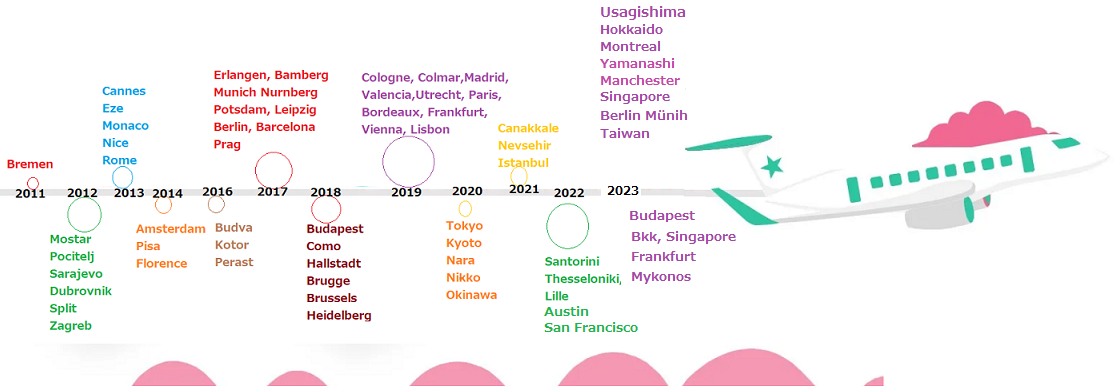 Bremen
2011
2012
Mostar
Pocitelj
Sarajevo
Dubrovnik
Split
Zagreb
Cannes
Eze
Monaco
Nice
Rome
2013
2014
Amsterdam
Pisa
Florence
2016
Budva
Kotor
Perast
Erlangen, Bamberg
Munich Nurnberg
Potsdam, Leipzig
Berlin, Barcelona
Prag
2017
2018
Budapest
Como
Hallstadt
Brugge
Brussels
Heidelberg
Cologne, Colmar,Madrid,
Valencia,Utrecht, Paris,
Bordeaux, Frankfurt,
Vienna, Lisbon
2019
2020
Tokyo
Kyoto
Nara
Nikko
Okinawa
Canakkale
Nevsehir
Istanbul
2021
2022
Santorini
Thesseloniki,
Lille
Austin
San Francisco
Usagishima
Hokkaido
Montreal
Yamanashi
Manchester
Singapore
Berlin Münih
Taiwan
2023
Budapest
Bkk, Singapore
Frankfurt
Mykonos